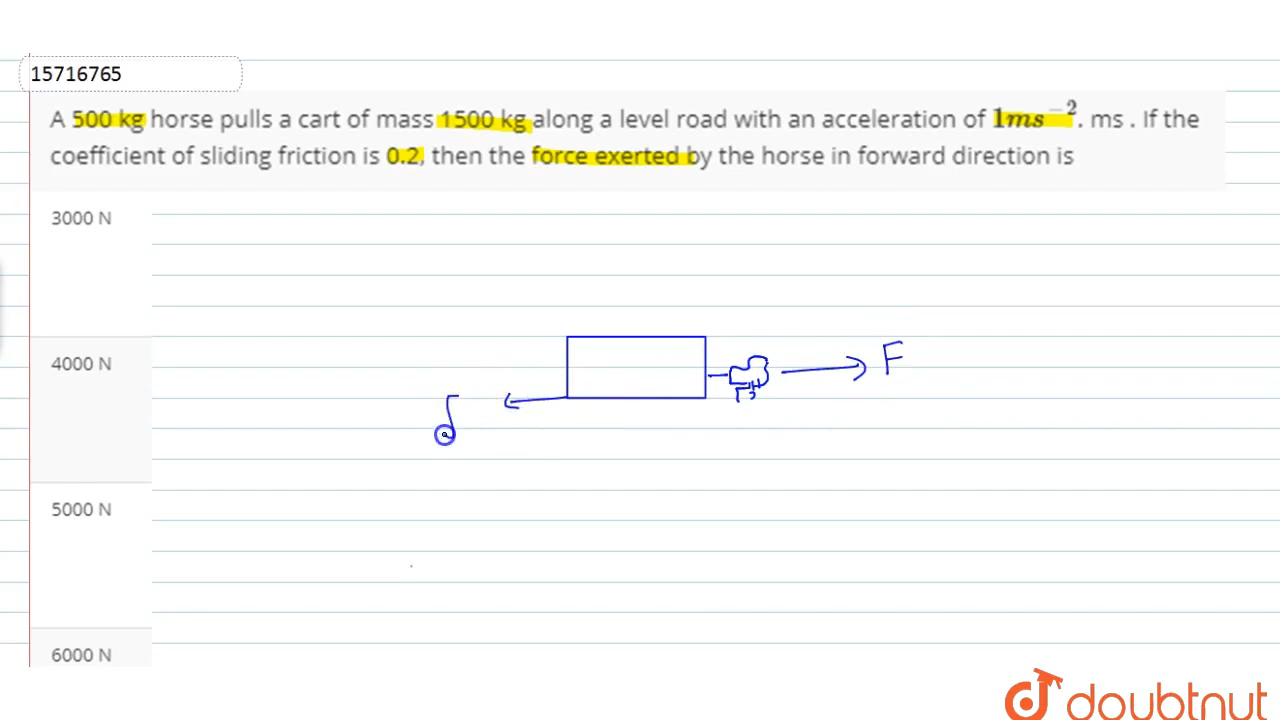 15716765
A 500 kg horse pulls a cart of mass 1500 kg along a level road with an acceleration of 1ms⁻². ms . If the
coefficient of sliding friction is 0.2, then the force exerted by the horse in forward direction is
3000 N
F
4000 N
5000 N
6000 N
doubtnut